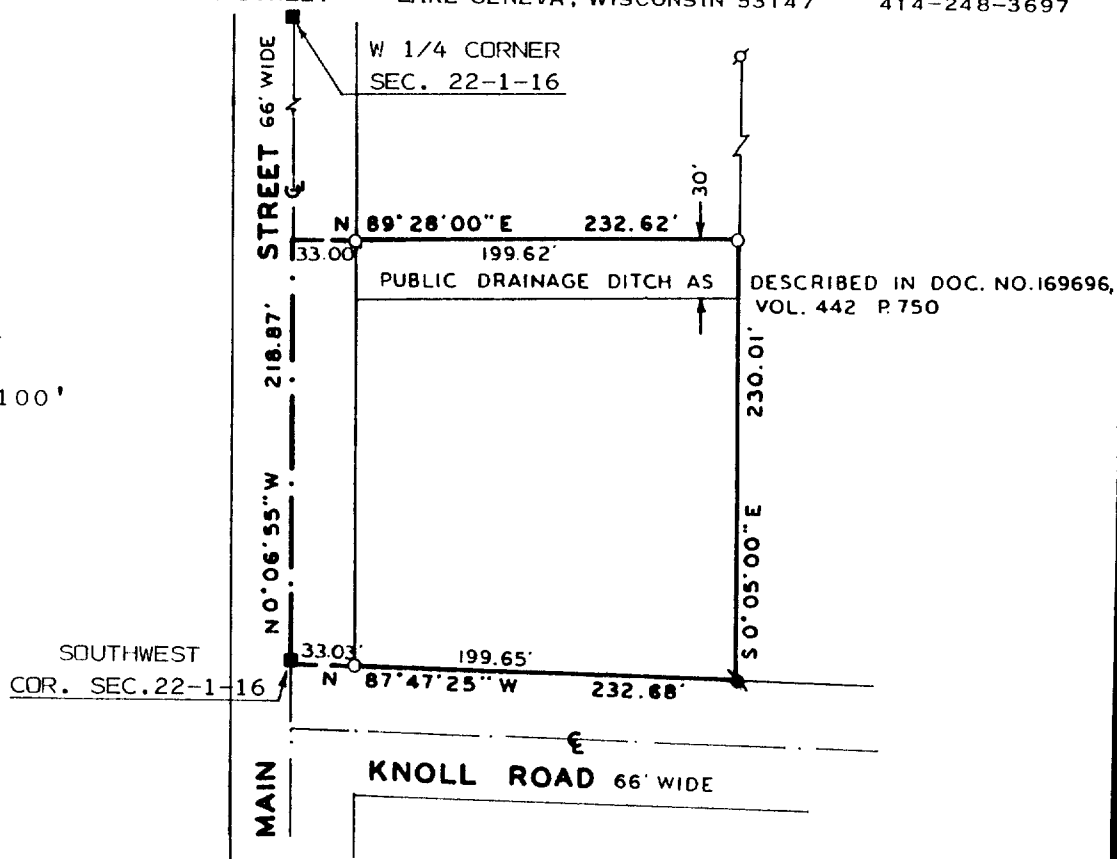 LAKE GENEVA, WISCONSIN 53147 414-248-3697
W 1/4 CORNER
SEC. 22-1-16
MAIN STREET 66' WIDE
℄
30'
N 89°28'00"E 232.62'
33.00' 199.62'
PUBLIC DRAINAGE DITCH AS DESCRIBED IN DOC. NO.169696,
VOL. 442 P. 750
N 0°06'55"W 218.87'
100'
S 0°05'00"E 230.01'
SOUTHWEST
COR. SEC.22-1-16
33.03' 199.65'
N 87°47'25"W 232.68'
℄
KNOLL ROAD 66' WIDE